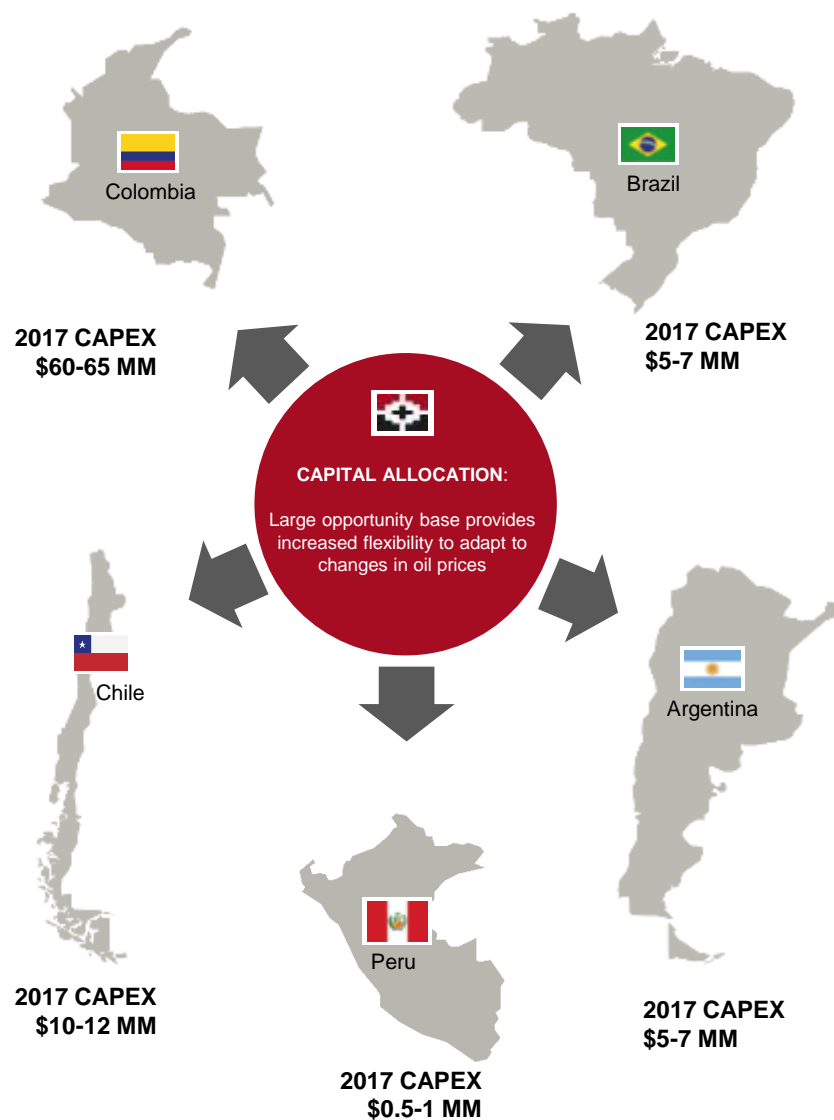 Colombia
Brazil
2017 CAPEX
$60-65 MM
2017 CAPEX
$5-7 MM
CAPITAL ALLOCATION:
Large opportunity base provides
increased flexibility to adapt to
changes in oil prices
Chile
Argentina
Peru
2017 CAPEX
$10-12 MM
2017 CAPEX
$5-7 MM
2017 CAPEX
$0.5-1 MM